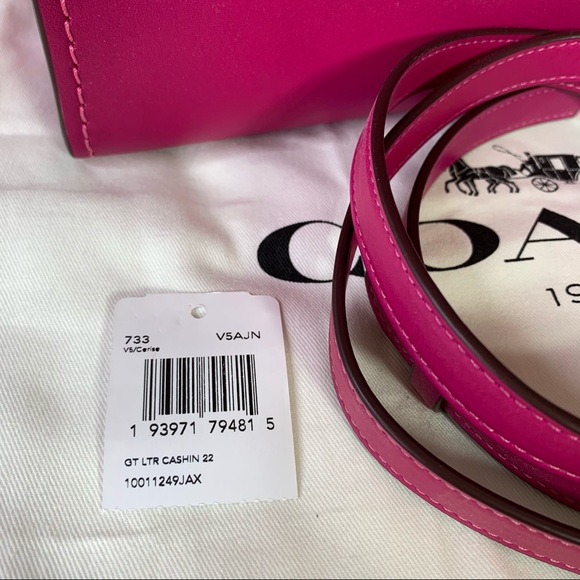 COA
19
733 V5AJN
V5/Cerise
1 93971 79481 5
GT LTR CASHIN 22
10011249JAX